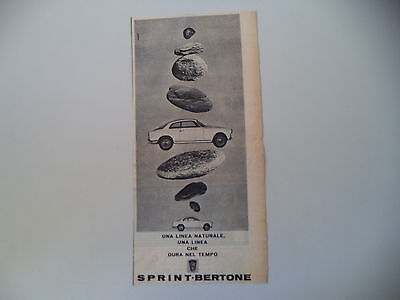 UNA LINEA NATURALE,
UNA LINEA
CHE
DURA NEL TEMPO
SPRINT·BERTONE